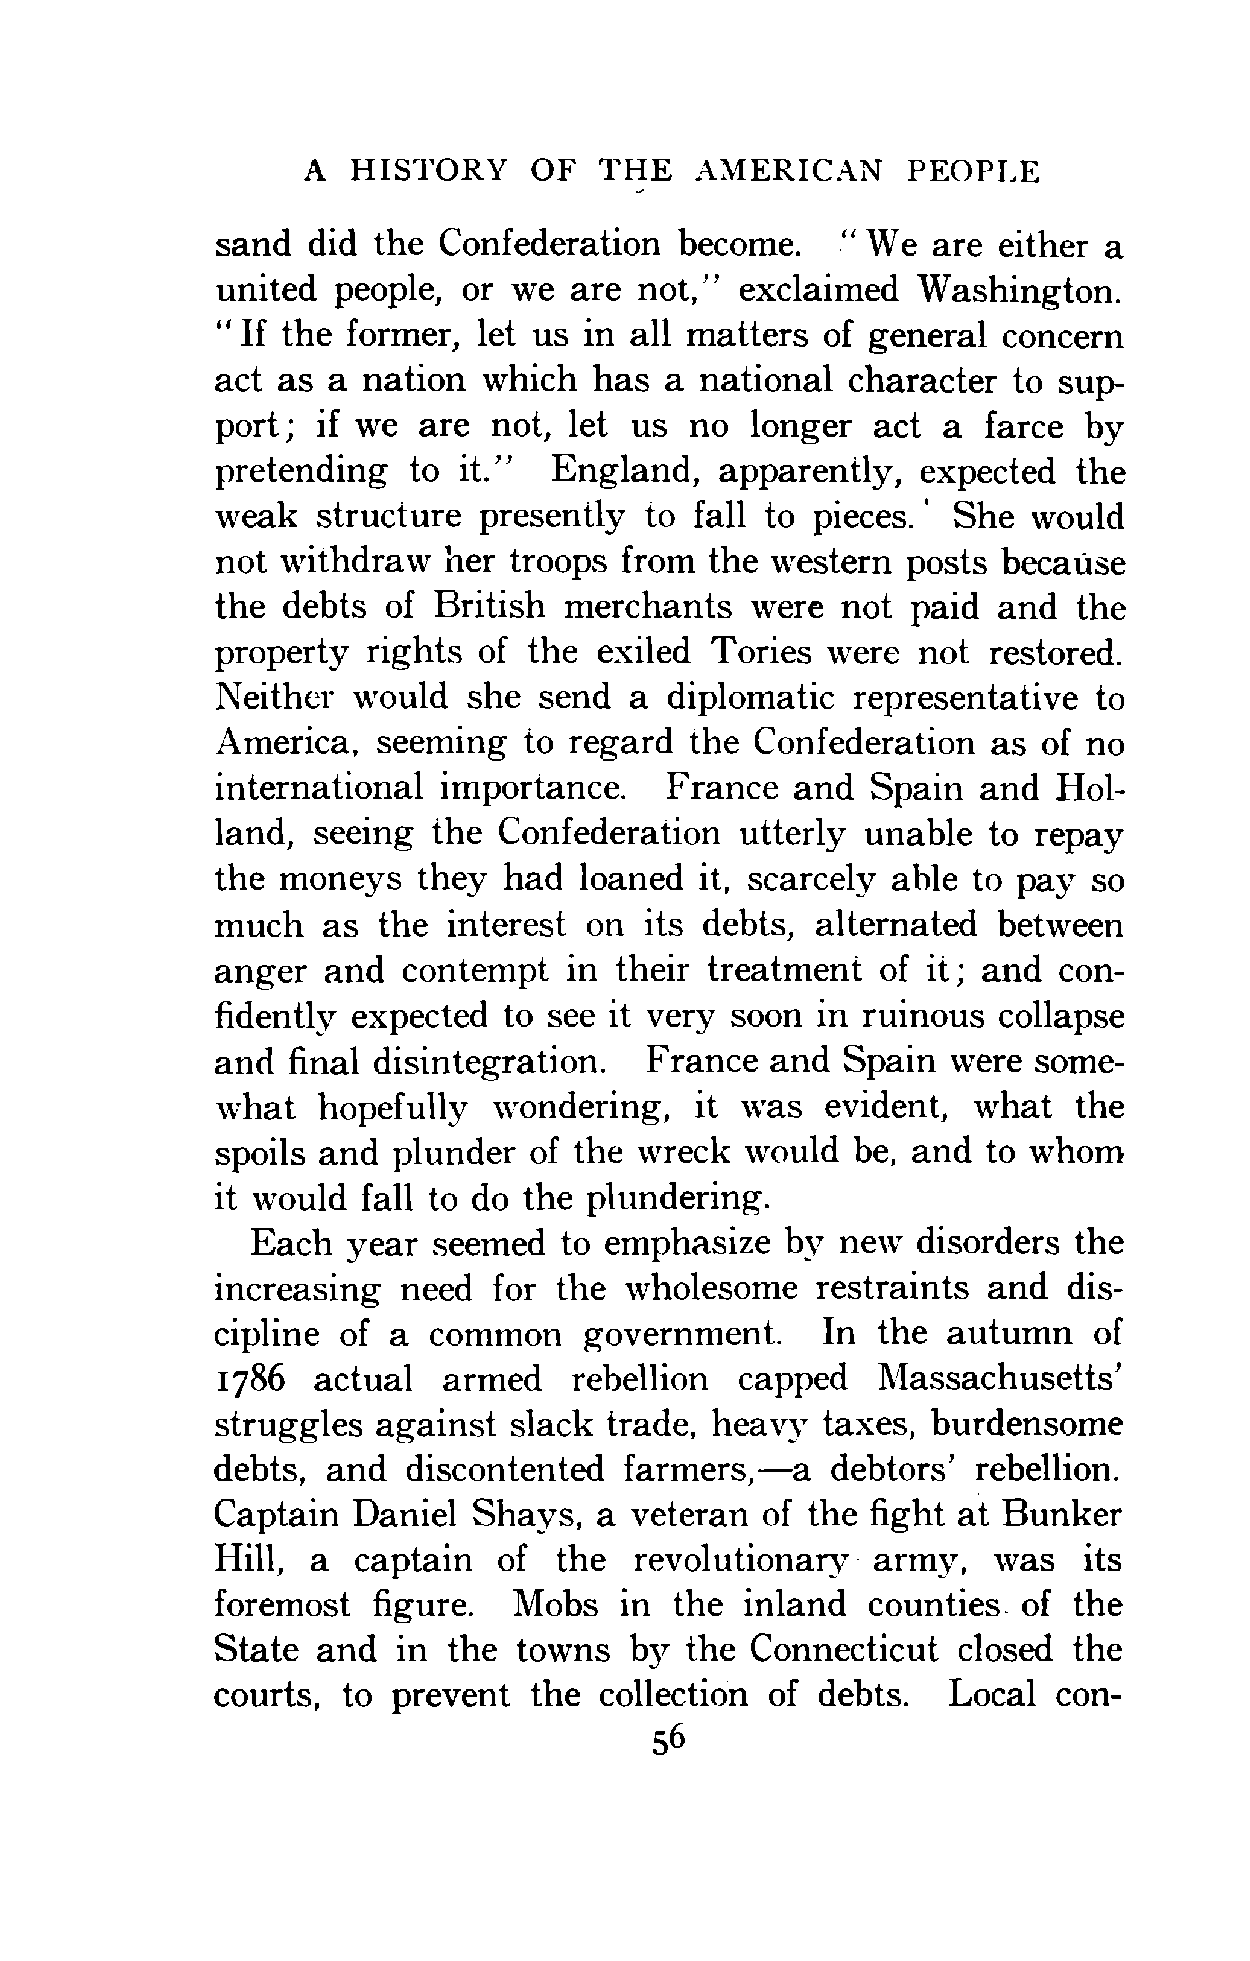 A HISTORY OF THE AMERICAN PEOPLE
sand did the Confederation become. "We are either a
united people, or we are not," exclaimed Washington.
"If the former, let us in all matters of general concern
act as a nation which has a national character to sup-
port; if we are not, let us no longer act a farce by
pretending to it." England, apparently, expected the
weak structure presently to fall to pieces. She would
not withdraw her troops from the western posts because
the debts of British merchants were not paid and the
property rights of the exiled Tories were not restored.
Neither would she send a diplomatic representative to
America, seeming to regard the Confederation as of no
international importance. France and Spain and Hol-
land, seeing the Confederation utterly unable to repay
the moneys they had loaned it, scarcely able to pay so
much as the interest on its debts, alternated between
anger and contempt in their treatment of it; and con-
fidently expected to see it very soon in ruinous collapse
and final disintegration. France and Spain were some-
what hopefully wondering, it was evident, what the
spoils and plunder of the wreck would be, and to whom
it would fall to do the plundering.
Each year seemed to emphasize by new disorders the
increasing need for the wholesome restraints and dis-
cipline of a common government. In the autumn of
1786 actual armed rebellion capped Massachusetts'
struggles against slack trade, heavy taxes, burdensome
debts, and discontented farmers,—a debtors' rebellion.
Captain Daniel Shays, a veteran of the fight at Bunker
Hill, a captain of the revolutionary army, was its
foremost figure. Mobs in the inland counties of the
State and in the towns by the Connecticut closed the
courts, to prevent the collection of debts. Local con-
56